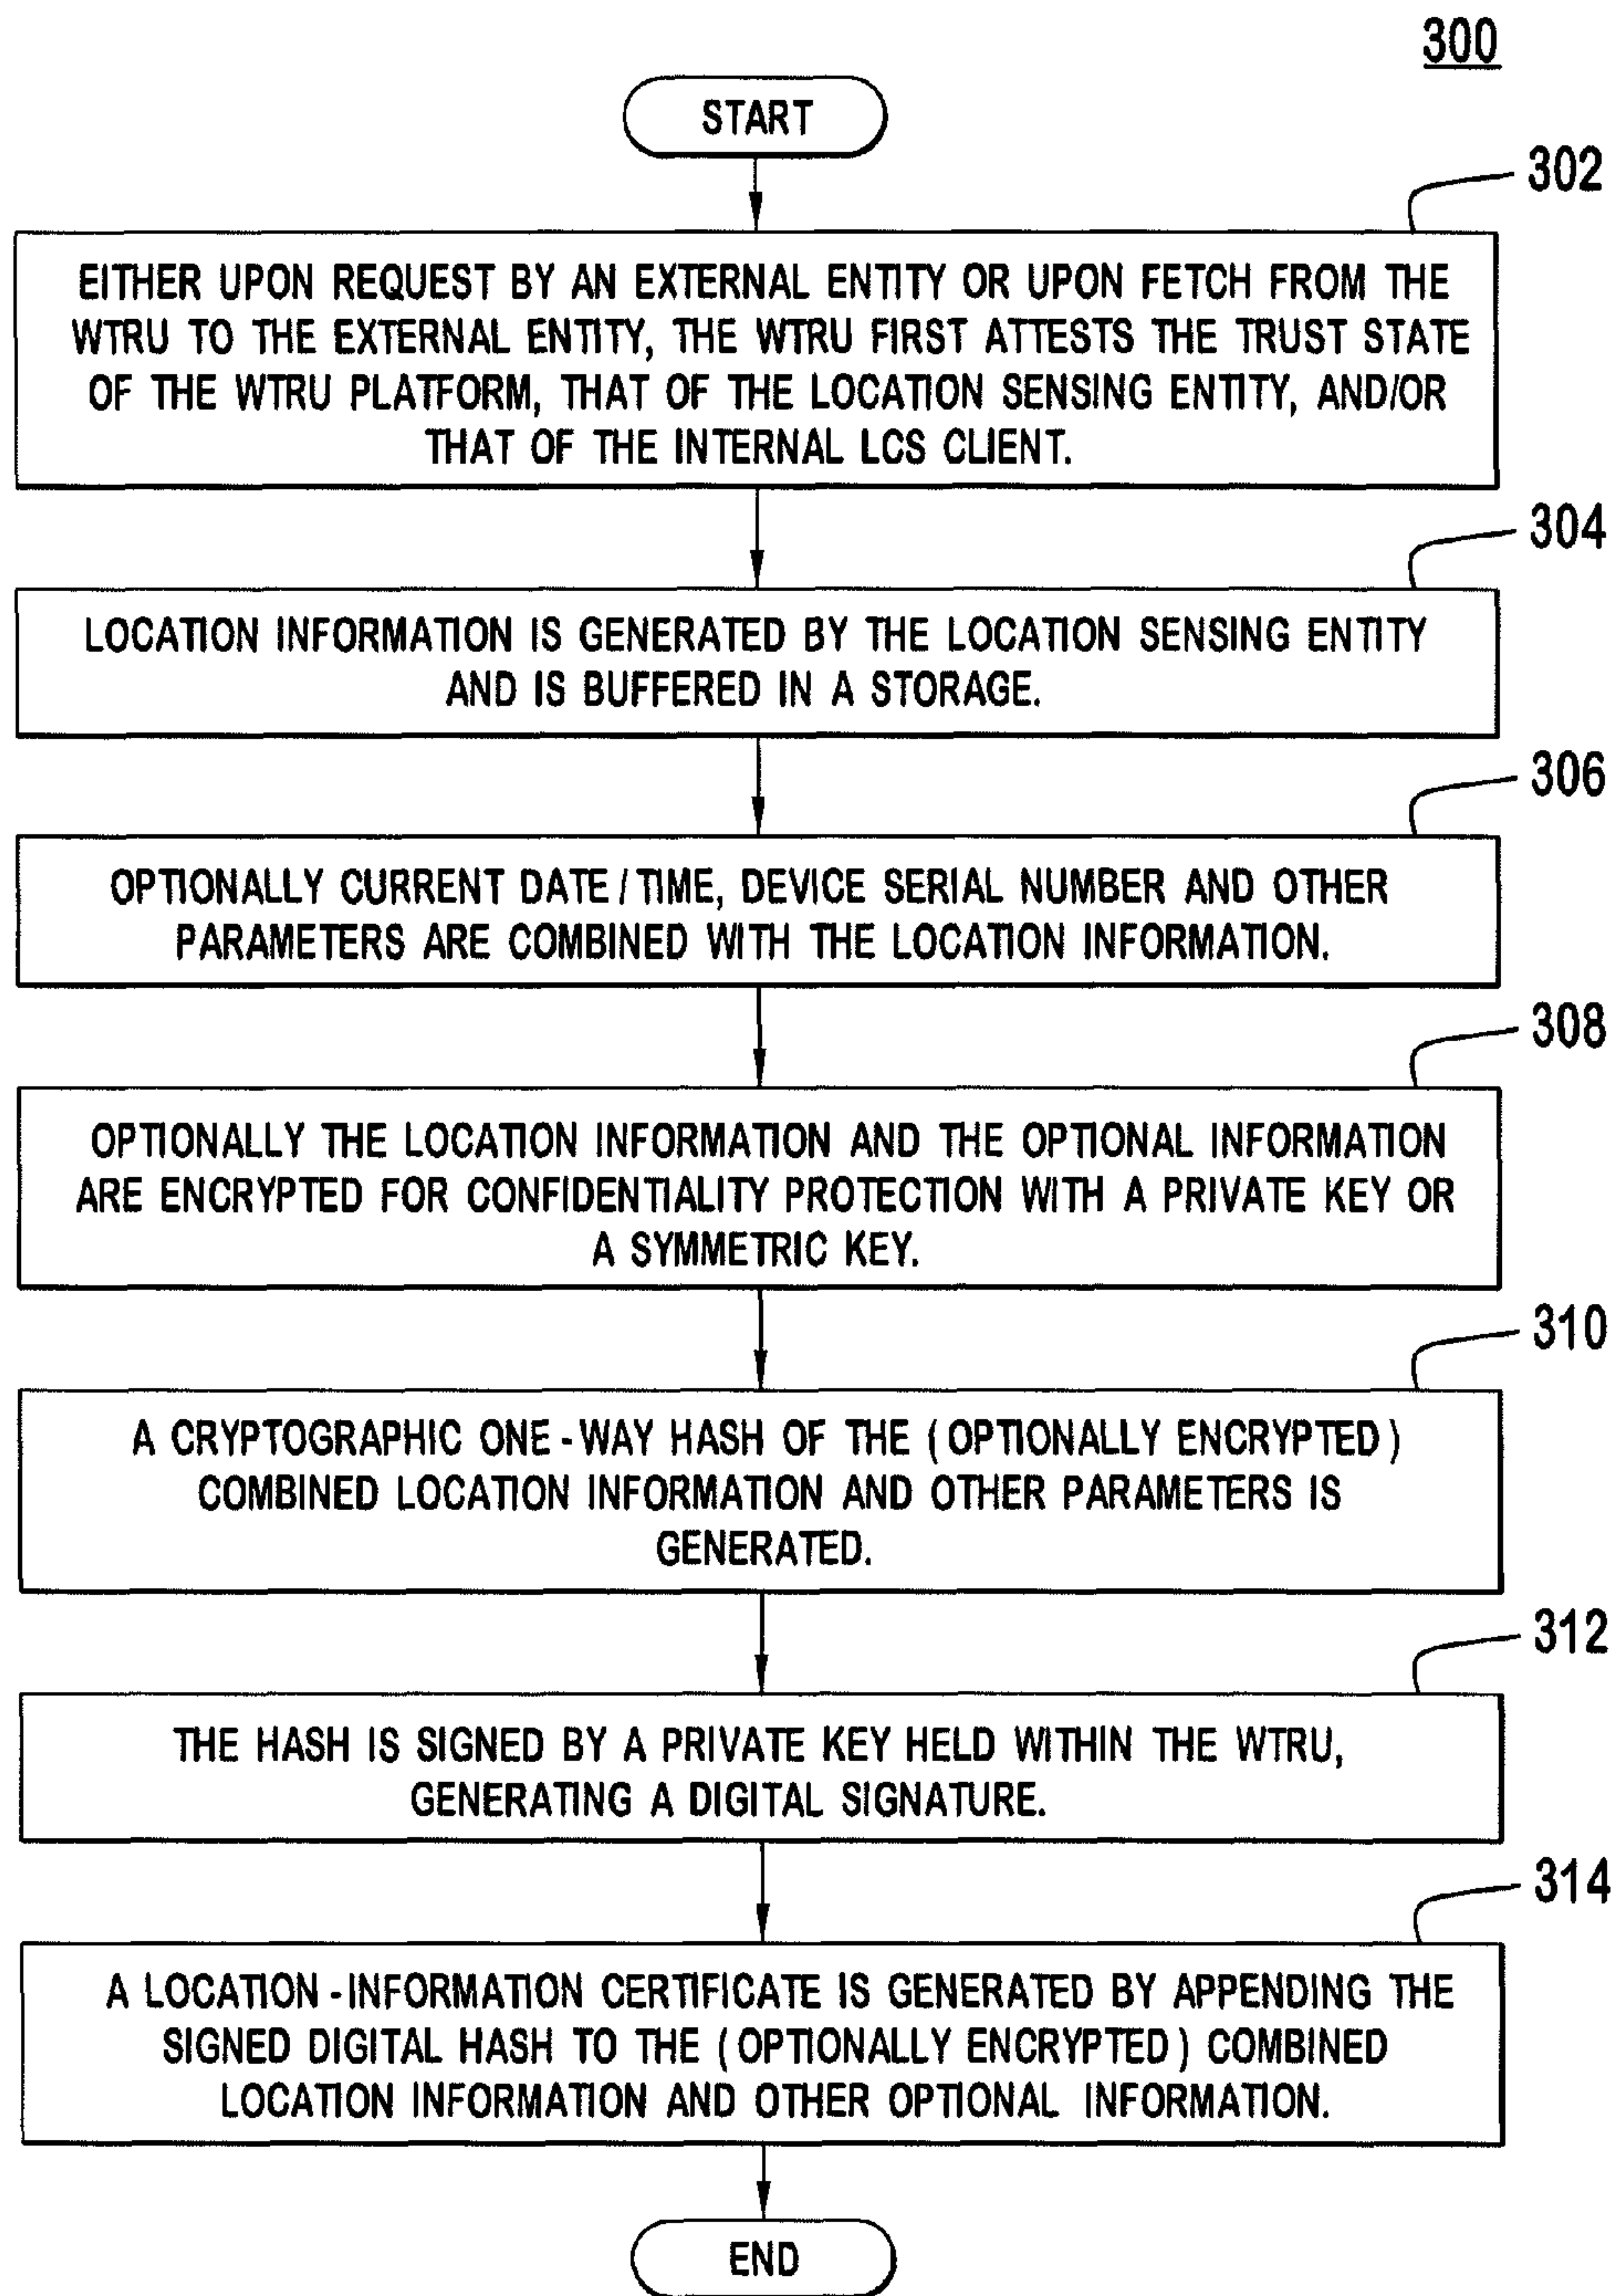 300
START
302
EITHER UPON REQUEST BY AN EXTERNAL ENTITY OR UPON FETCH FROM THE
WTRU TO THE EXTERNAL ENTITY, THE WTRU FIRST ATTESTS THE TRUST STATE
OF THE WTRU PLATFORM, THAT OF THE LOCATION SENSING ENTITY, AND/OR
THAT OF THE INTERNAL LCS CLIENT.
304
LOCATION INFORMATION IS GENERATED BY THE LOCATION SENSING ENTITY
AND IS BUFFERED IN A STORAGE.
306
OPTIONALLY CURRENT DATE / TIME, DEVICE SERIAL NUMBER AND OTHER
PARAMETERS ARE COMBINED WITH THE LOCATION INFORMATION.
308
OPTIONALLY THE LOCATION INFORMATION AND THE OPTIONAL INFORMATION
ARE ENCRYPTED FOR CONFIDENTIALITY PROTECTION WITH A PRIVATE KEY OR
A SYMMETRIC KEY.
310
A CRYPTOGRAPHIC ONE - WAY HASH OF THE ( OPTIONALLY ENCRYPTED )
COMBINED LOCATION INFORMATION AND OTHER PARAMETERS IS
GENERATED.
312
THE HASH IS SIGNED BY A PRIVATE KEY HELD WITHIN THE WTRU,
GENERATING A DIGITAL SIGNATURE.
314
A LOCATION - INFORMATION CERTIFICATE IS GENERATED BY APPENDING THE
SIGNED DIGITAL HASH TO THE ( OPTIONALLY ENCRYPTED ) COMBINED
LOCATION INFORMATION AND OTHER OPTIONAL INFORMATION.
END